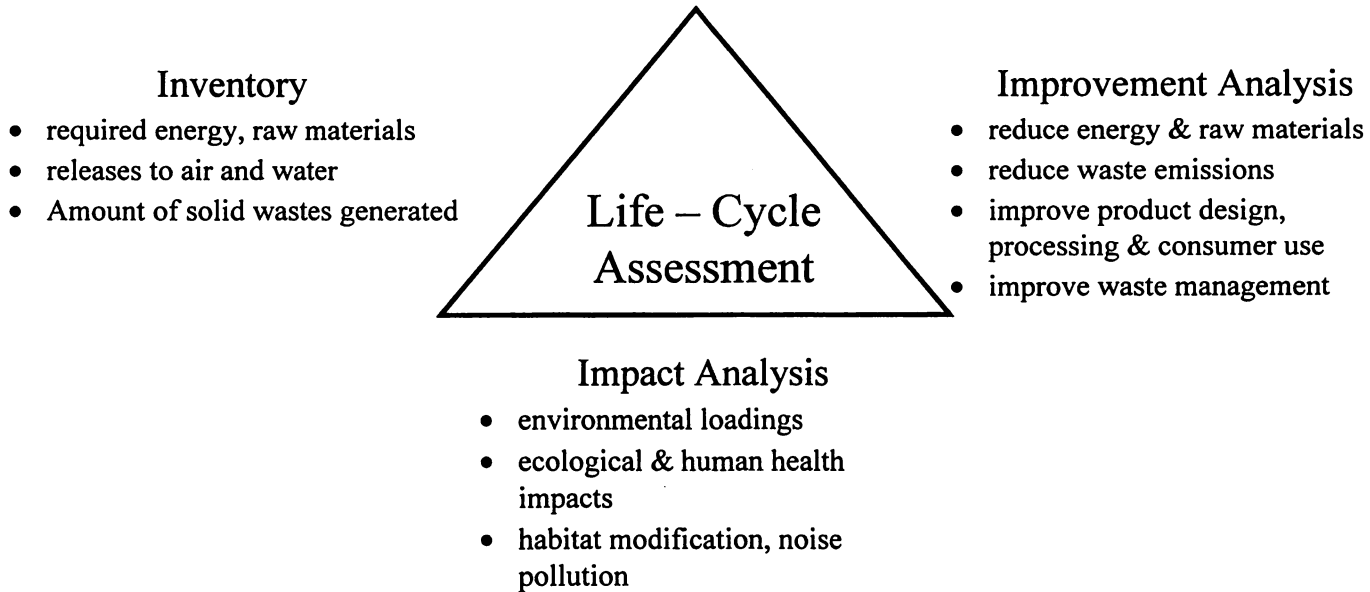 Inventory
• required energy, raw materials
• releases to air and water
• Amount of solid wastes generated
Life – Cycle
Assessment
Improvement Analysis
• reduce energy & raw materials
• reduce waste emissions
• improve product design,
processing & consumer use
• improve waste management
Impact Analysis
• environmental loadings
• ecological & human health
impacts
• habitat modification, noise
pollution